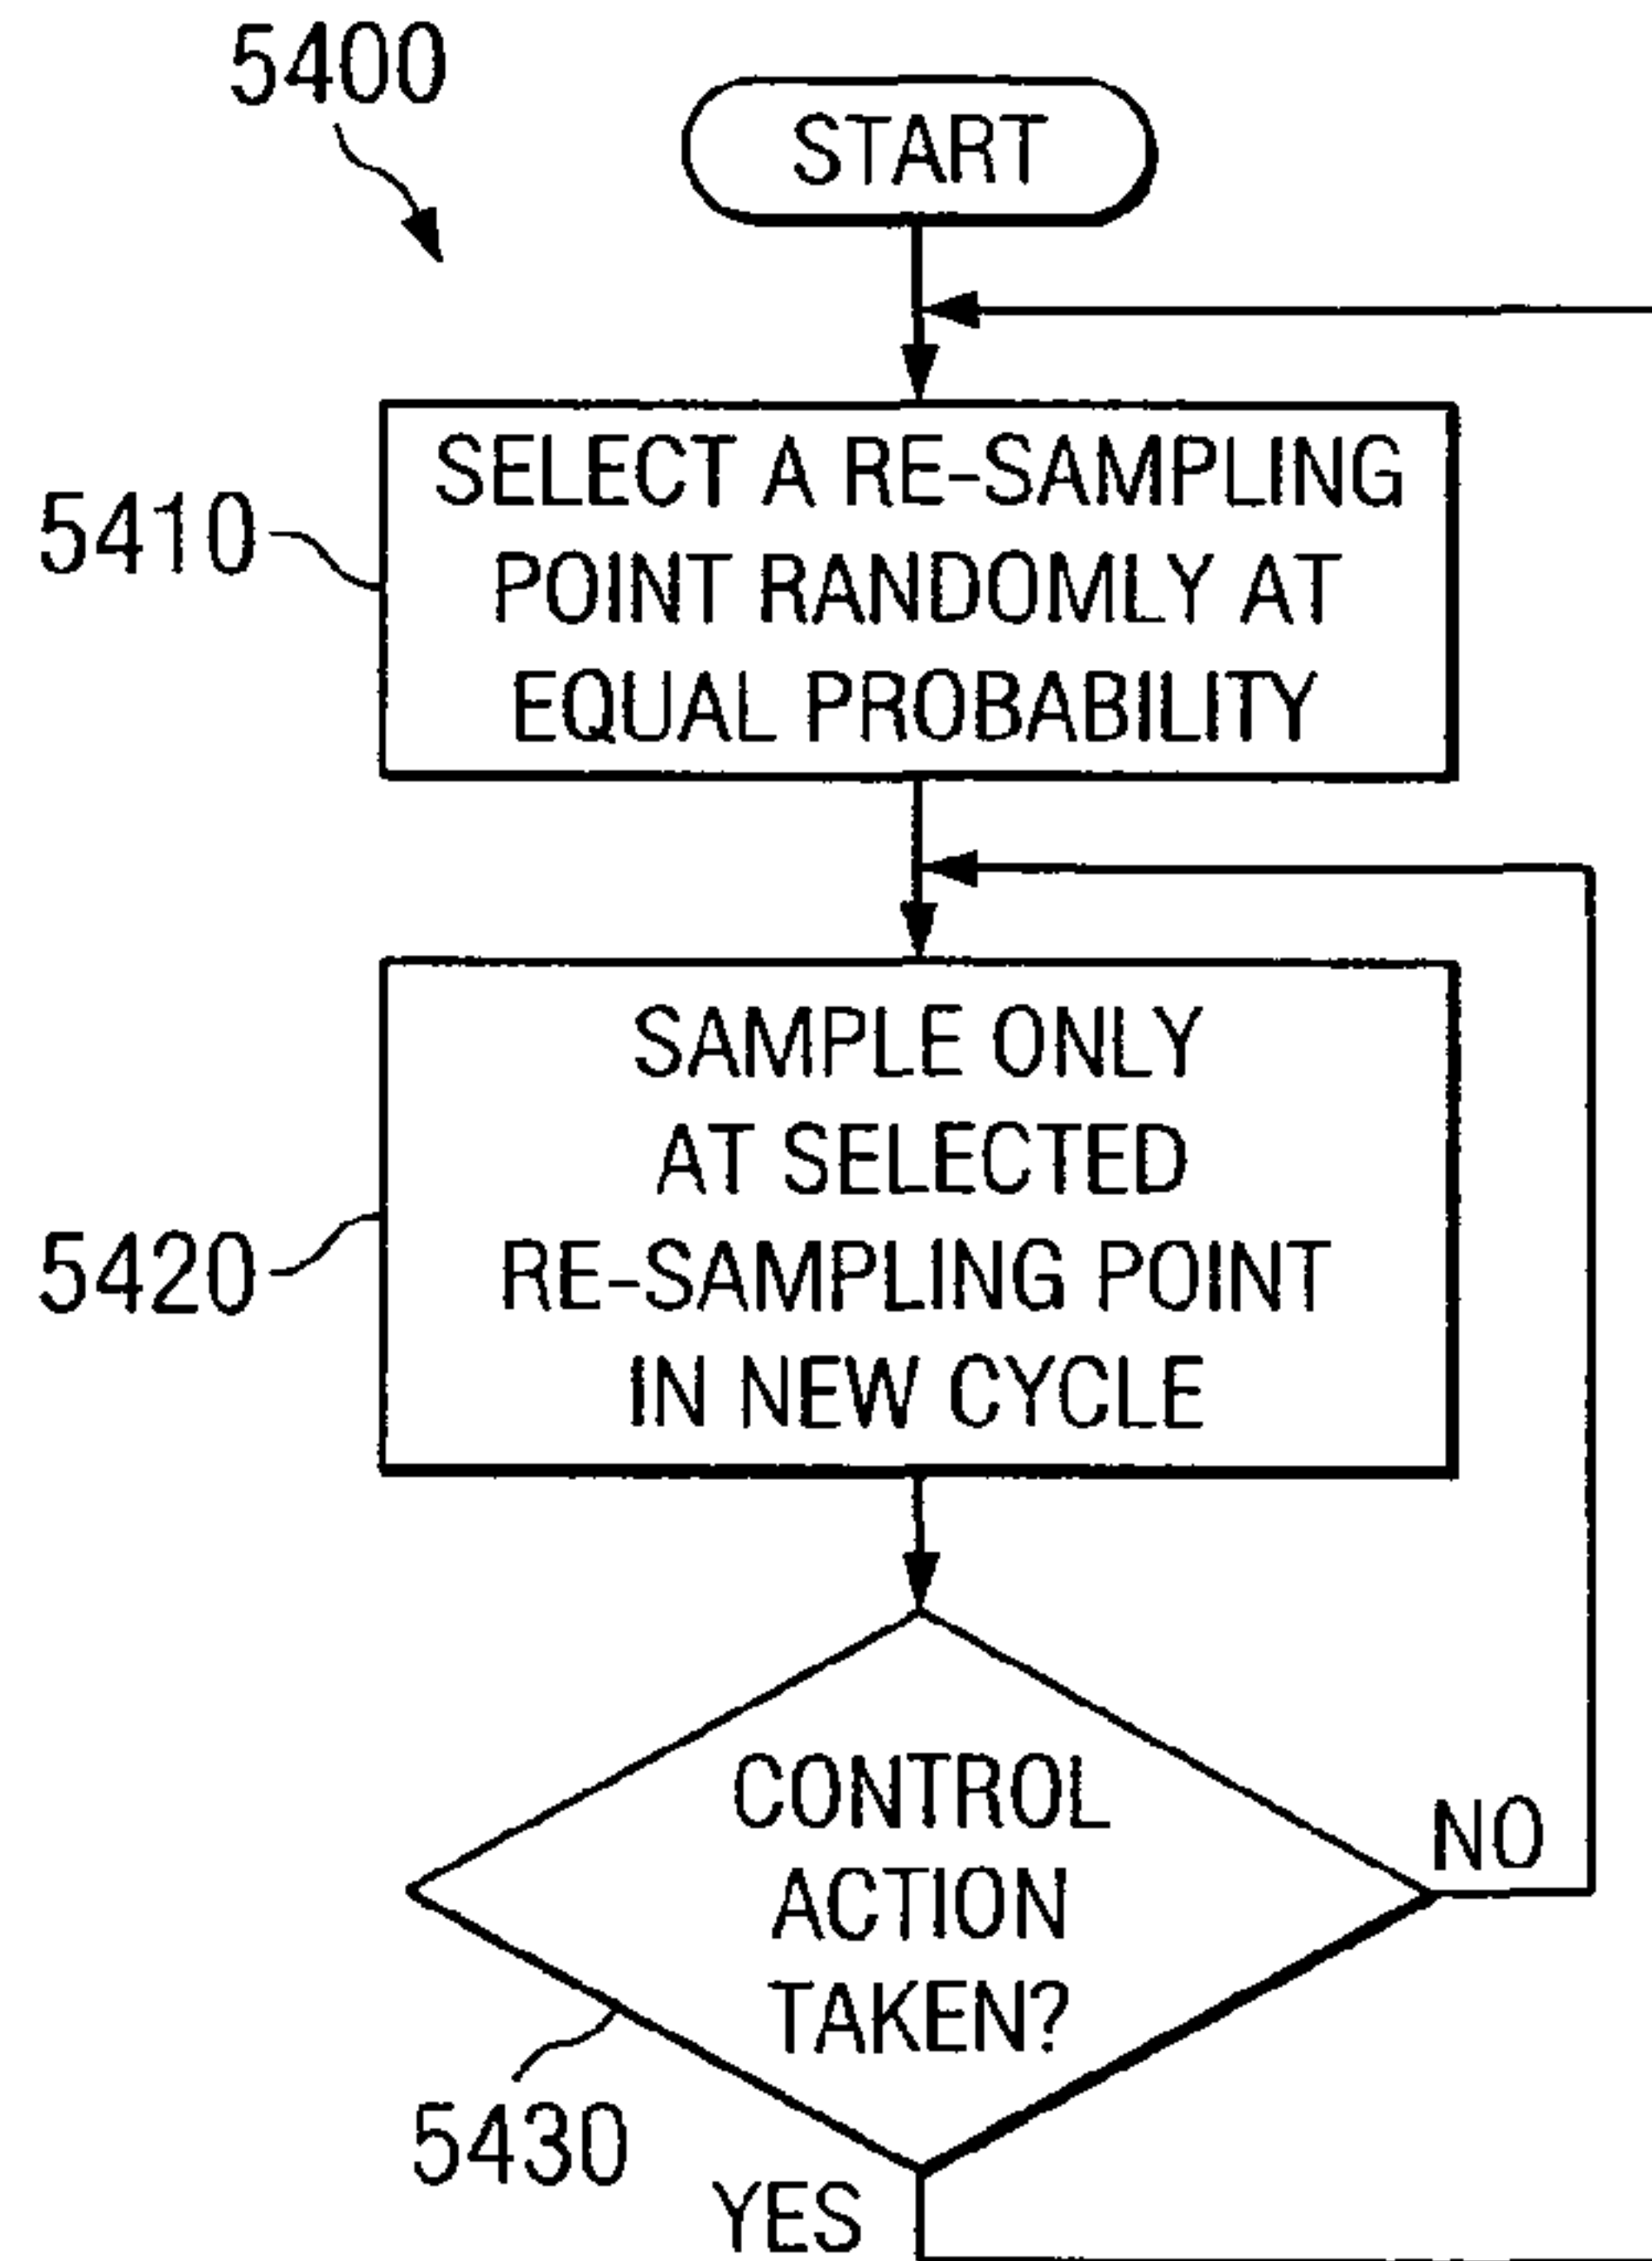 5400
START
5410
SELECT A RE-SAMPLING
POINT RANDOMLY AT
EQUAL PROBABILITY
5420
SAMPLE ONLY
AT SELECTED
RE-SAMPLING POINT
IN NEW CYCLE
CONTROL
ACTION
TAKEN?
NO
5430
YES